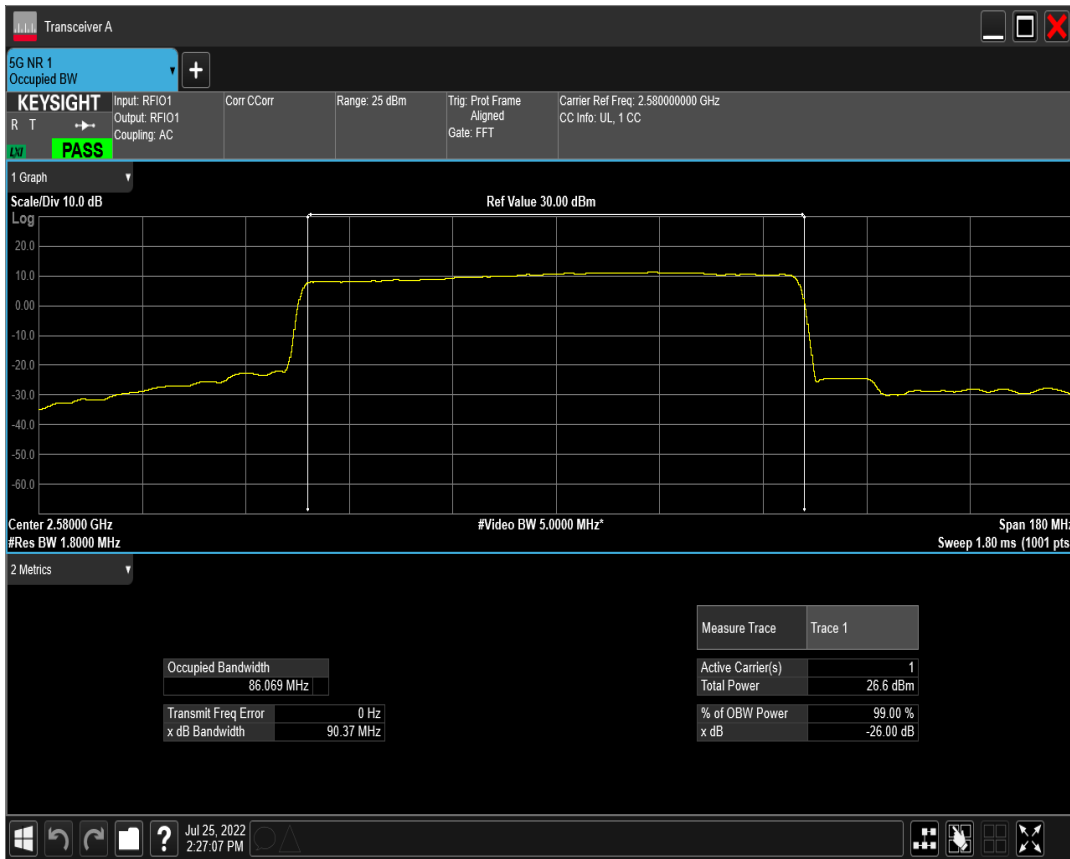 Transceiver A
5G NR 1
Occupied BW
+
KEYSIGHT
R T
LXI
PASS
Input: RFIO1
Output: RFIO1
Coupling: AC
Corr CCorr
Range: 25 dBm
Trig: Prot Frame
Aligned
Gate: FFT
Carrier Ref Freq: 2.580000000 GHz
CC Info: UL, 1 CC
1 Graph
Scale/Div 10.0 dB
Ref Value 30.00 dBm
Log
20.0
10.0
0.00
-10.0
-20.0
-30.0
-40.0
-50.0
-60.0
Center 2.58000 GHz
#Video BW 5.0000 MHz*
Span 180 MHz
#Res BW 1.8000 MHz
Sweep 1.80 ms (1001 pts
2 Metrics
Measure Trace Trace 1
Occupied Bandwidth
86.069 MHz
Active Carrier(s) 1
Total Power 26.6 dBm
Transmit Freq Error 0 Hz
x dB Bandwidth 90.37 MHz
% of OBW Power 99.00 %
x dB -26.00 dB
?
Jul 25, 2022
2:27:07 PM